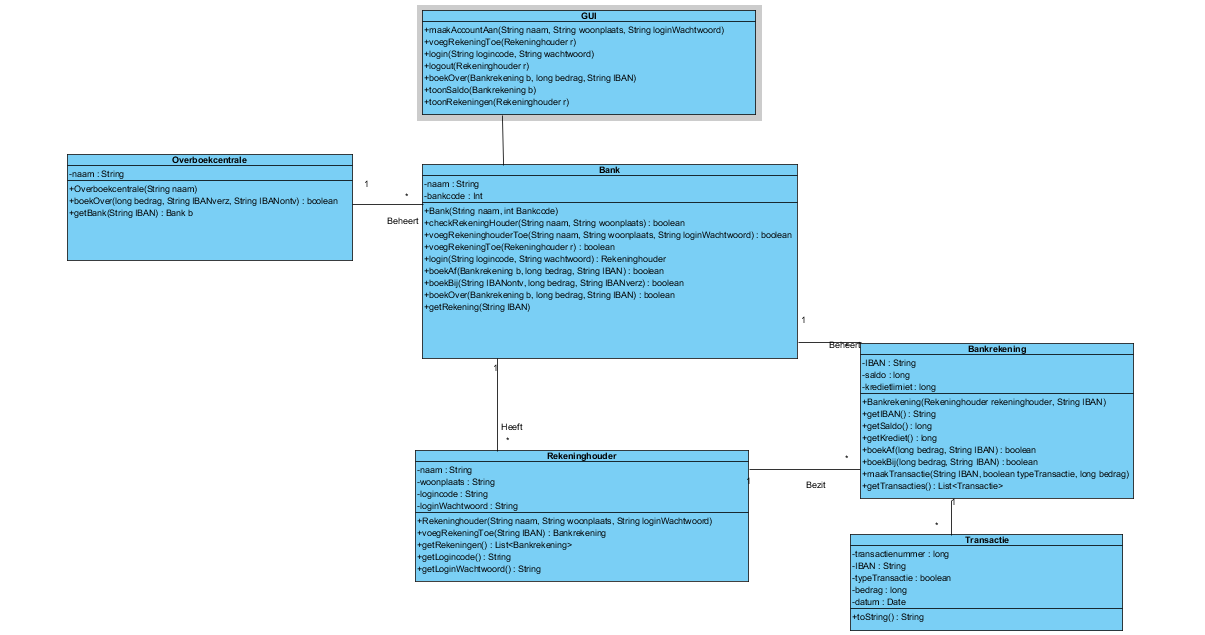 GUI
+maakAccountAan(String naam, String woonplaats, String loginWachtwoord)
+voegRekeningToe(Rekeninghouder r)
+login(String logincode, String wachtwoord)
+logout(Rekeninghouder r)
+boekOver(Bankrekening b, long bedrag, String IBAN)
+toonSaldo(Bankrekening b)
+toonRekeningen(Rekeninghouder r)
Overboekcentrale
-naam : String
+Overboekcentrale(String naam)
+boekOver(long bedrag, String IBANverz, String IBANontv) : boolean
+getBank(String IBAN) : Bank b
1
*
Beheert
Bank
-naam : String
-bankcode : Int
+Bank(String naam, int Bankcode)
+checkRekeningHouder(String naam, String woonplaats) : boolean
+voegRekeninghouderToe(String naam, String woonplaats, String loginWachtwoord) : boolean
+voegRekeningToe(Rekeninghouder r) : boolean
+login(String logincode, String wachtwoord) : Rekeninghouder
+boekAf(Bankrekening b, long bedrag, String IBAN) : boolean
+boekBij(String IBANontv, long bedrag, String IBANverz) : boolean
+boekOver(Bankrekening b, long bedrag, String IBAN) : boolean
+getRekening(String IBAN)
1
Beheert
*
Bankrekening
-IBAN : String
-saldo : long
-kredietlimiet : long
+Bankrekening(Rekeninghouder rekeninghouder, String IBAN)
+getIBAN() : String
+getSaldo() : long
+getKrediet() : long
+boekAf(long bedrag, String IBAN) : boolean
+boekBij(long bedrag, String IBAN) : boolean
+maakTransactie(String IBAN, boolean typeTransactie, long bedrag)
+getTransacties() : List<Transactie>
1
Heeft
*
Rekeninghouder
-naam : String
-woonplaats : String
-logincode : String
-loginWachtwoord : String
+Rekeninghouder(String naam, String woonplaats, String loginWachtwoord)
+voegRekeningToe(String IBAN) : Bankrekening
+getRekeningen() : List<Bankrekening>
+getLogincode() : String
+getLoginWachtwoord() : String
1
*
Bezit
1
*
Transactie
-transactienummer : long
-IBAN : String
-typeTransactie : boolean
-bedrag : long
-datum : Date
+toString() : String